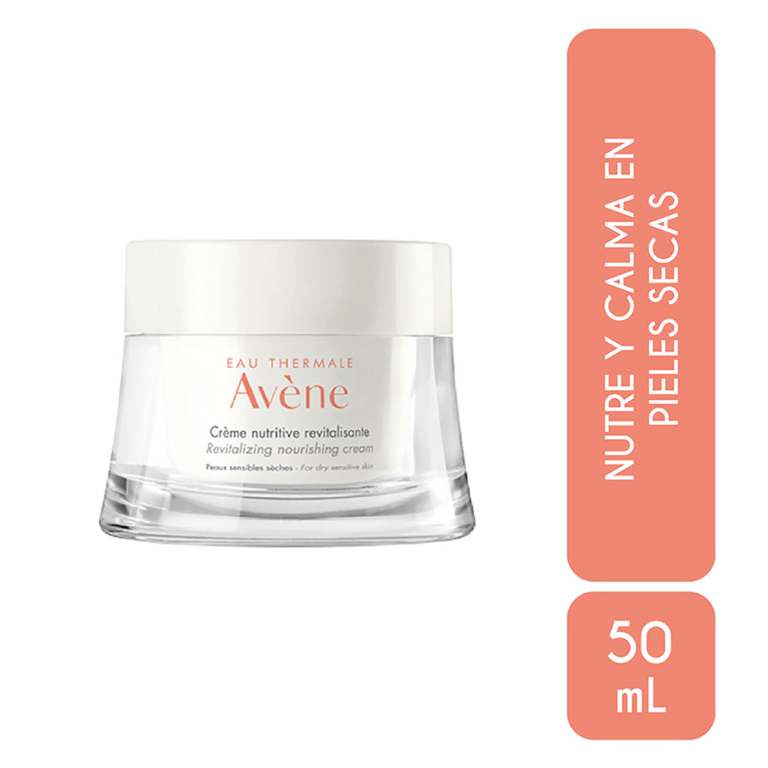 EAU THERMALE
Avène
Crème nutritive revitalisante
Revitalizing nourishing cream
Peaux sensibles sèches - For dry sensitive skin
NUTRE Y CALMA EN
PIELES SECAS
50
mL